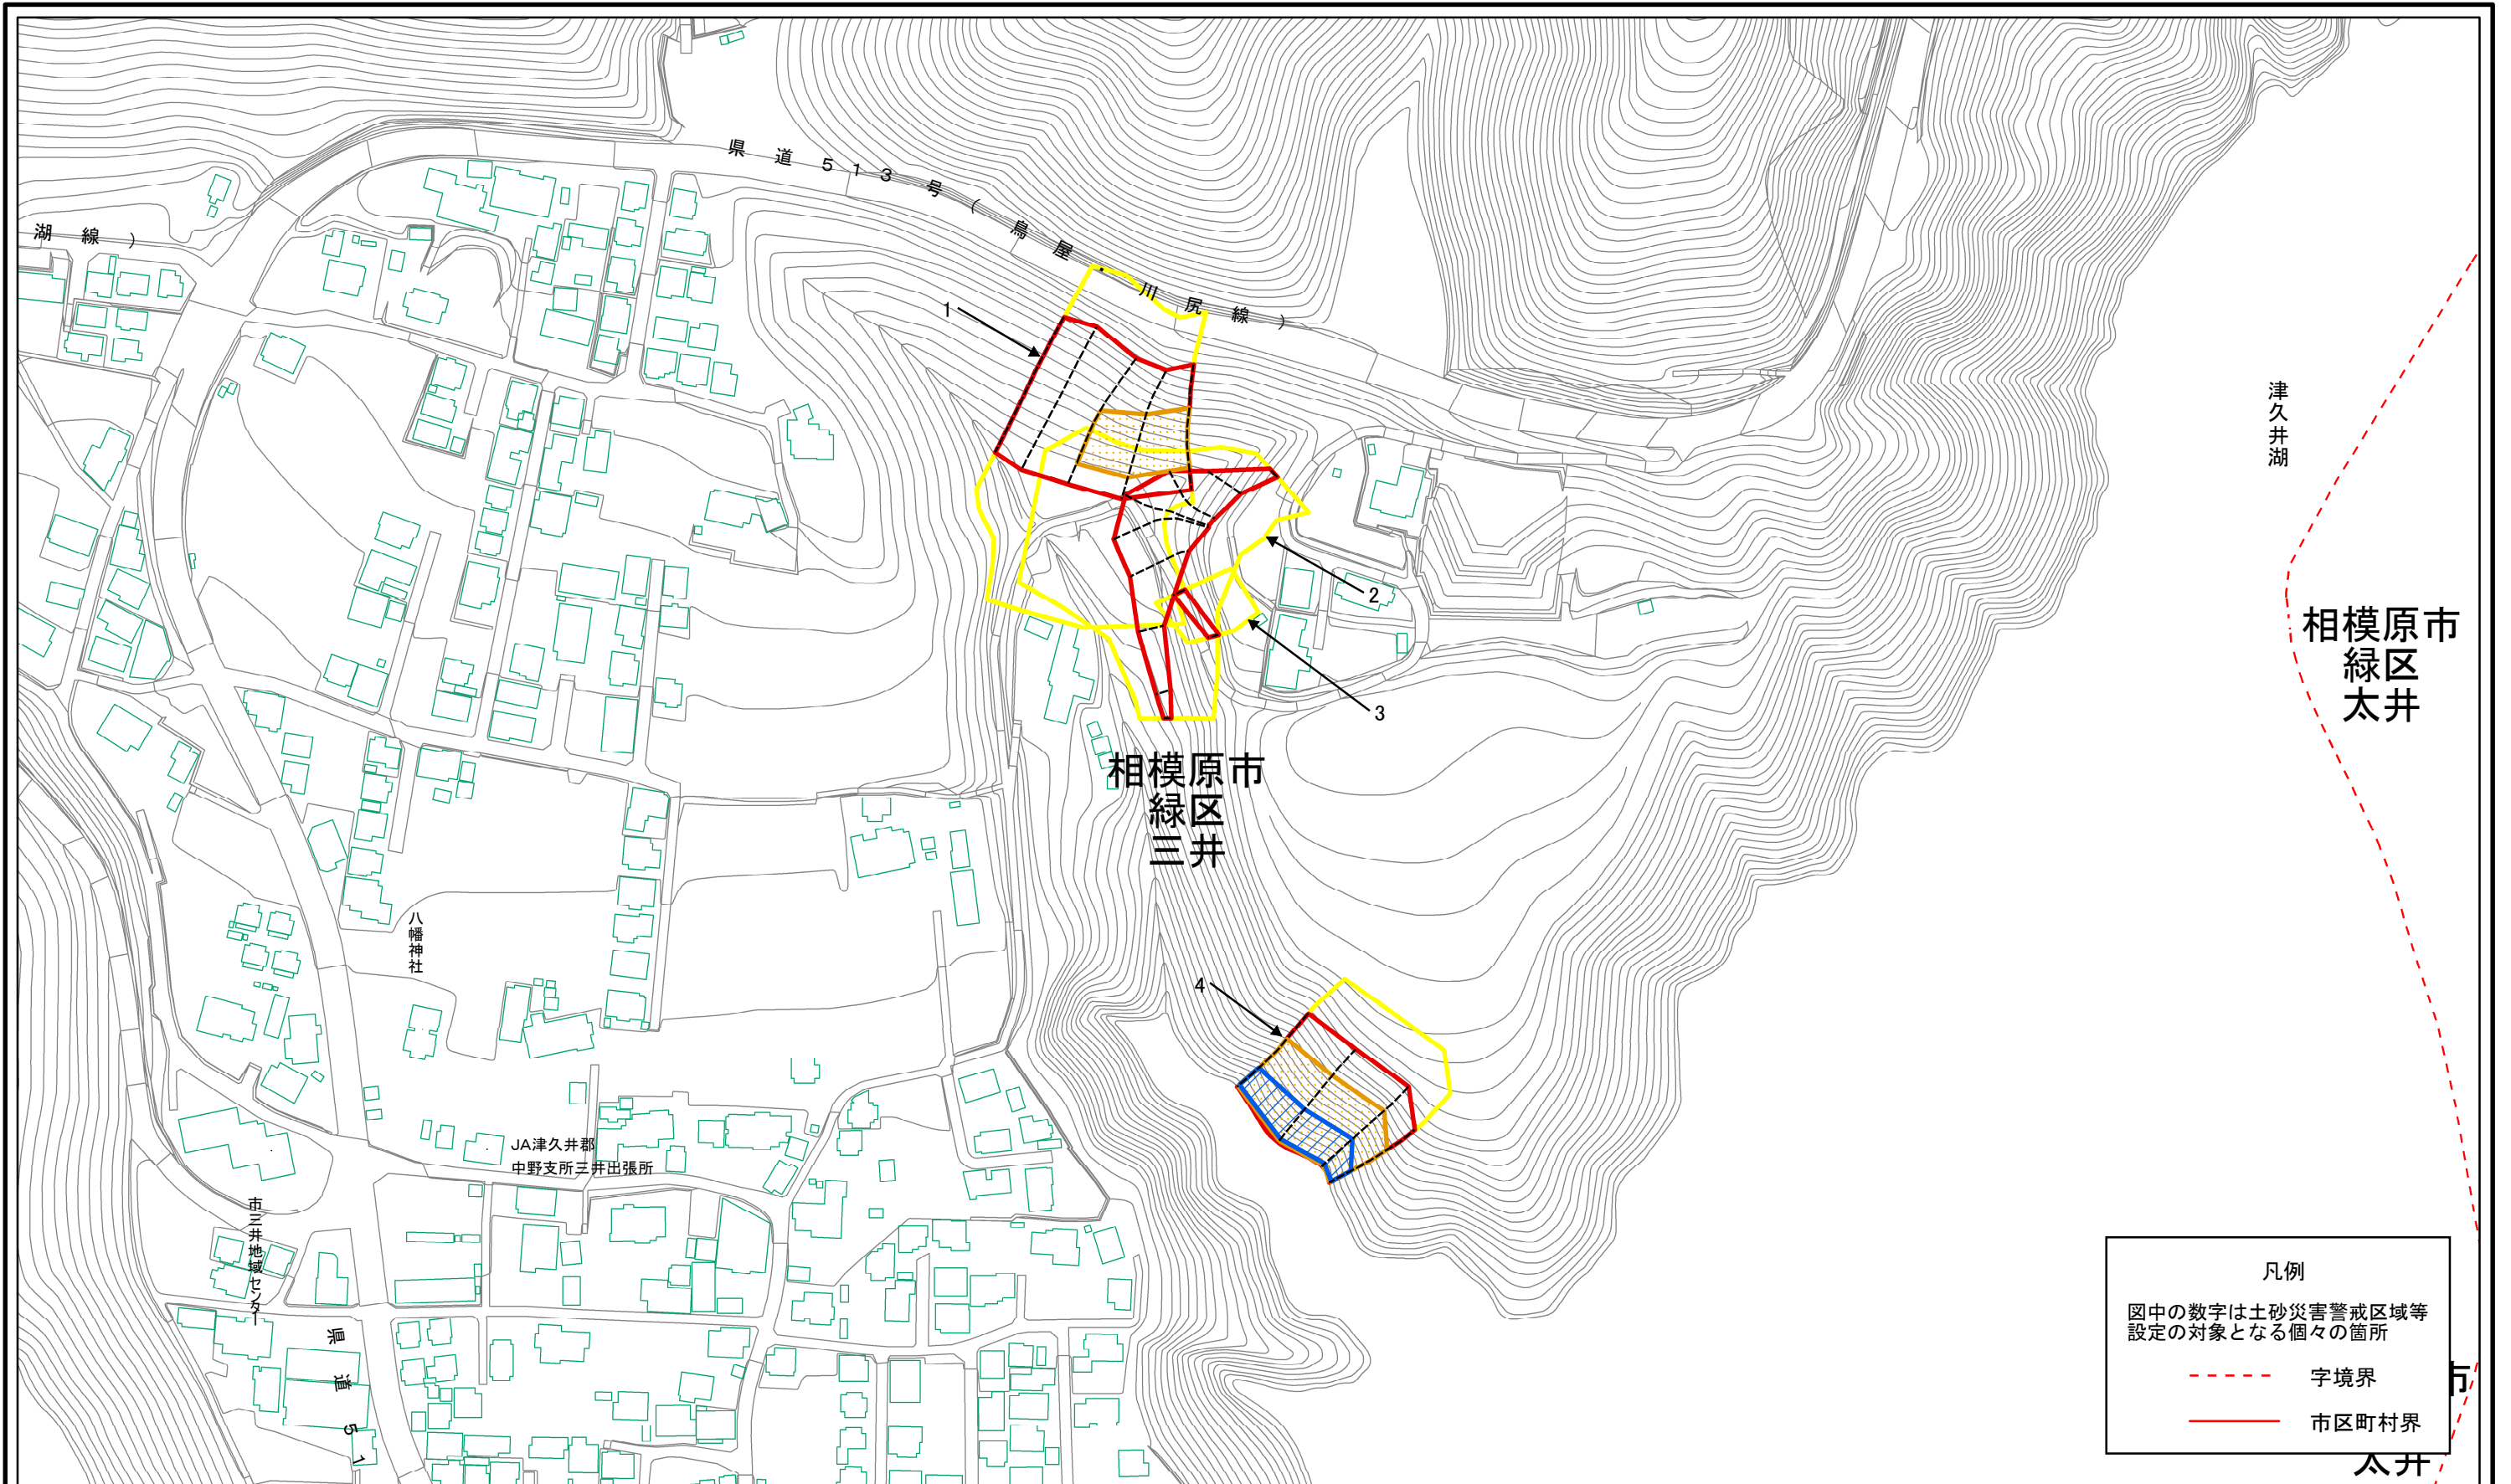 県道513号(鳥屋・川尻線)
湖線)
1
2
3
4
津久井湖
相模原市
緑区
太井
相模原市
緑区
三井
八幡神社
JA津久井郡
中野支所三井出張所
市三井地域センター
県道51
凡例
図中の数字は土砂災害警戒区域等
設定の対象となる個々の箇所
字境界
市区町村界
市
太井